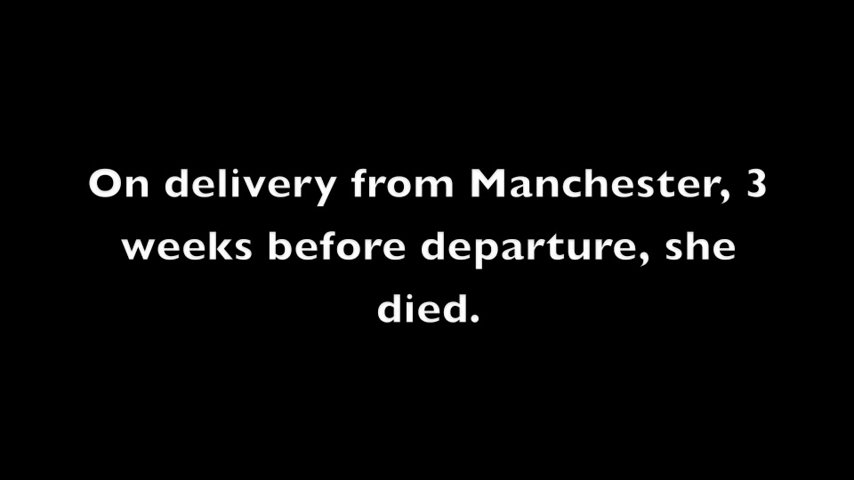 On delivery from Manchester, 3
weeks before departure, she
died.